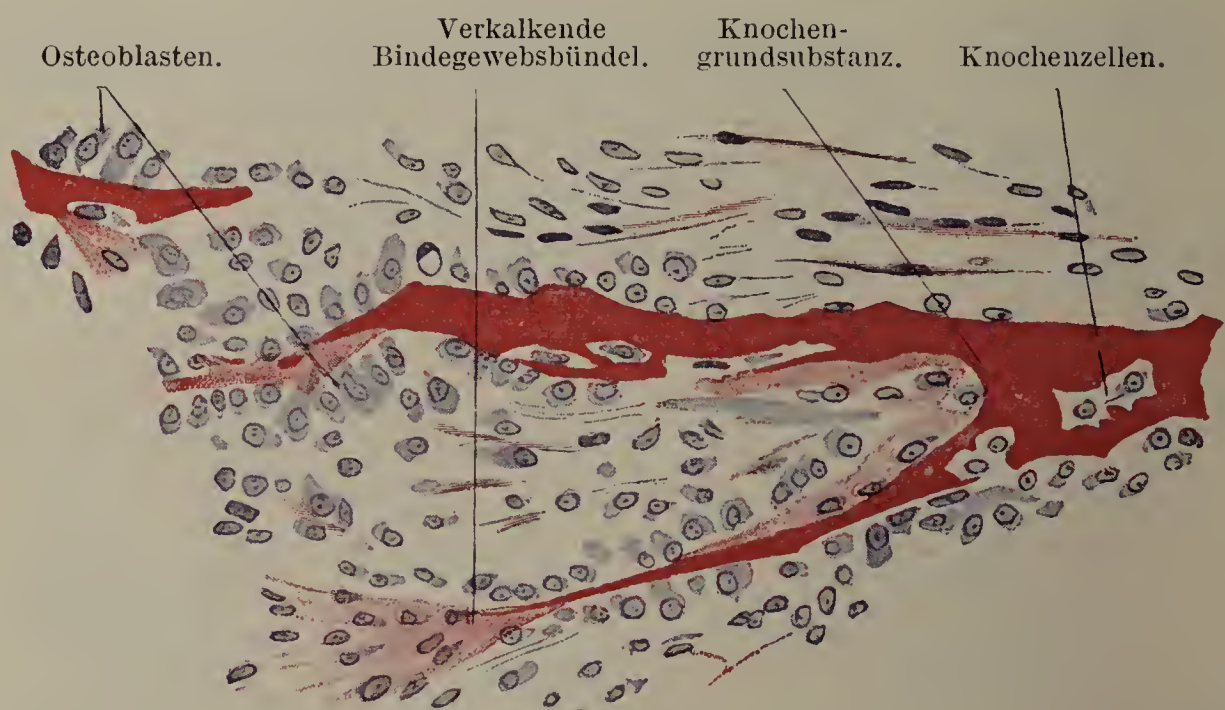 Osteoblasten.
Verkalkende
Bindegewebsbündel.
Knochen-
grundsubstanz.
Knochenzellen.